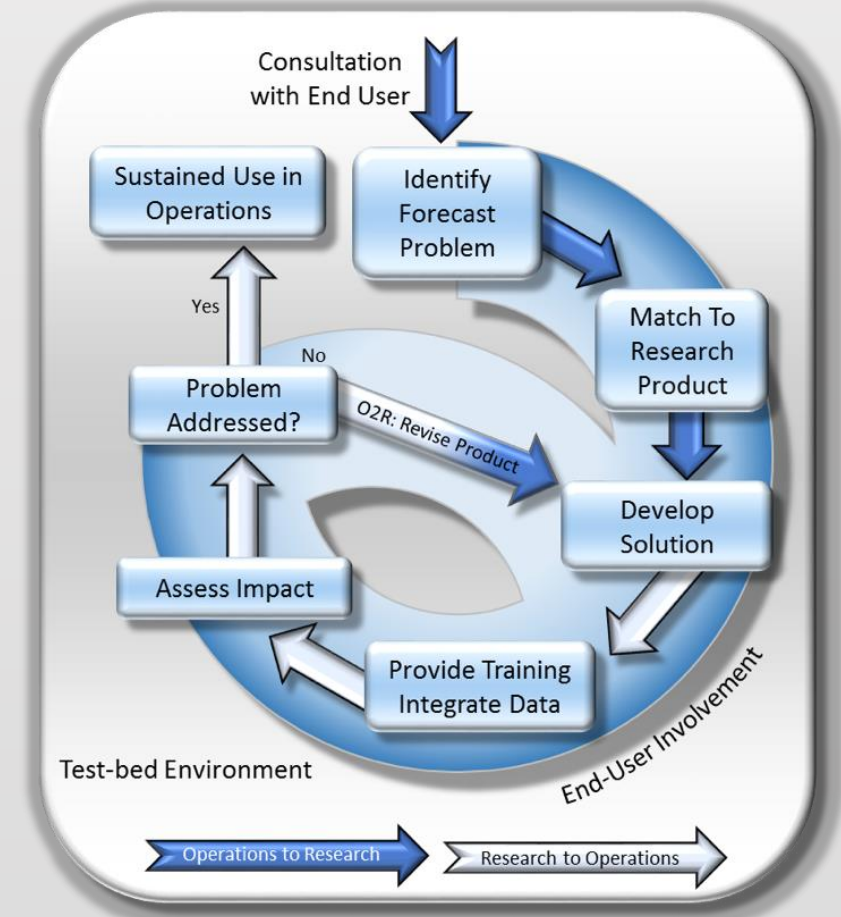 Consultation
with End User
Sustained Use in
Operations
Identify
Forecast
Problem
Match To
Research
Product
Yes
No
Problem
Addressed?
O2R: Revise Product
Develop
Solution
Assess Impact
Provide Training
Integrate Data
Test-bed Environment
End-User Involvement
Operations to Research
Research to Operations